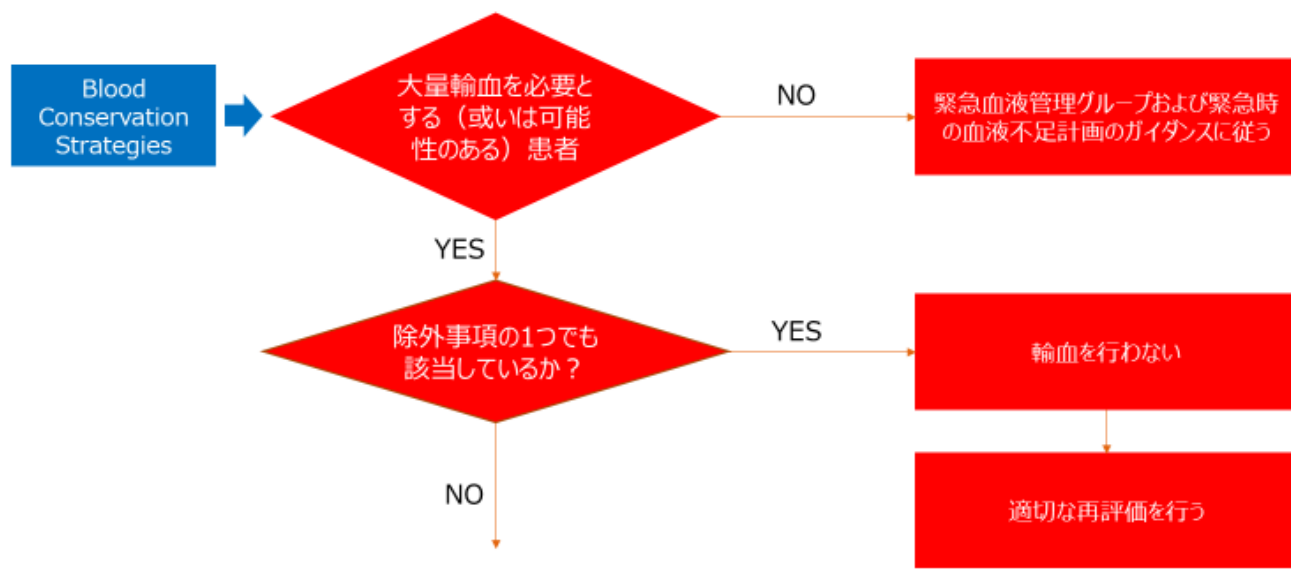 Blood
Conservation
Strategies
大量輸血を必要と
する（或いは可能
性のある）患者
NO
緊急血液管理グループおよび緊急時
の血液不足計画のガイダンスに従う
YES
除外事項の1つでも
該当しているか？
YES
輸血を行わない
NO
適切な再評価を行う